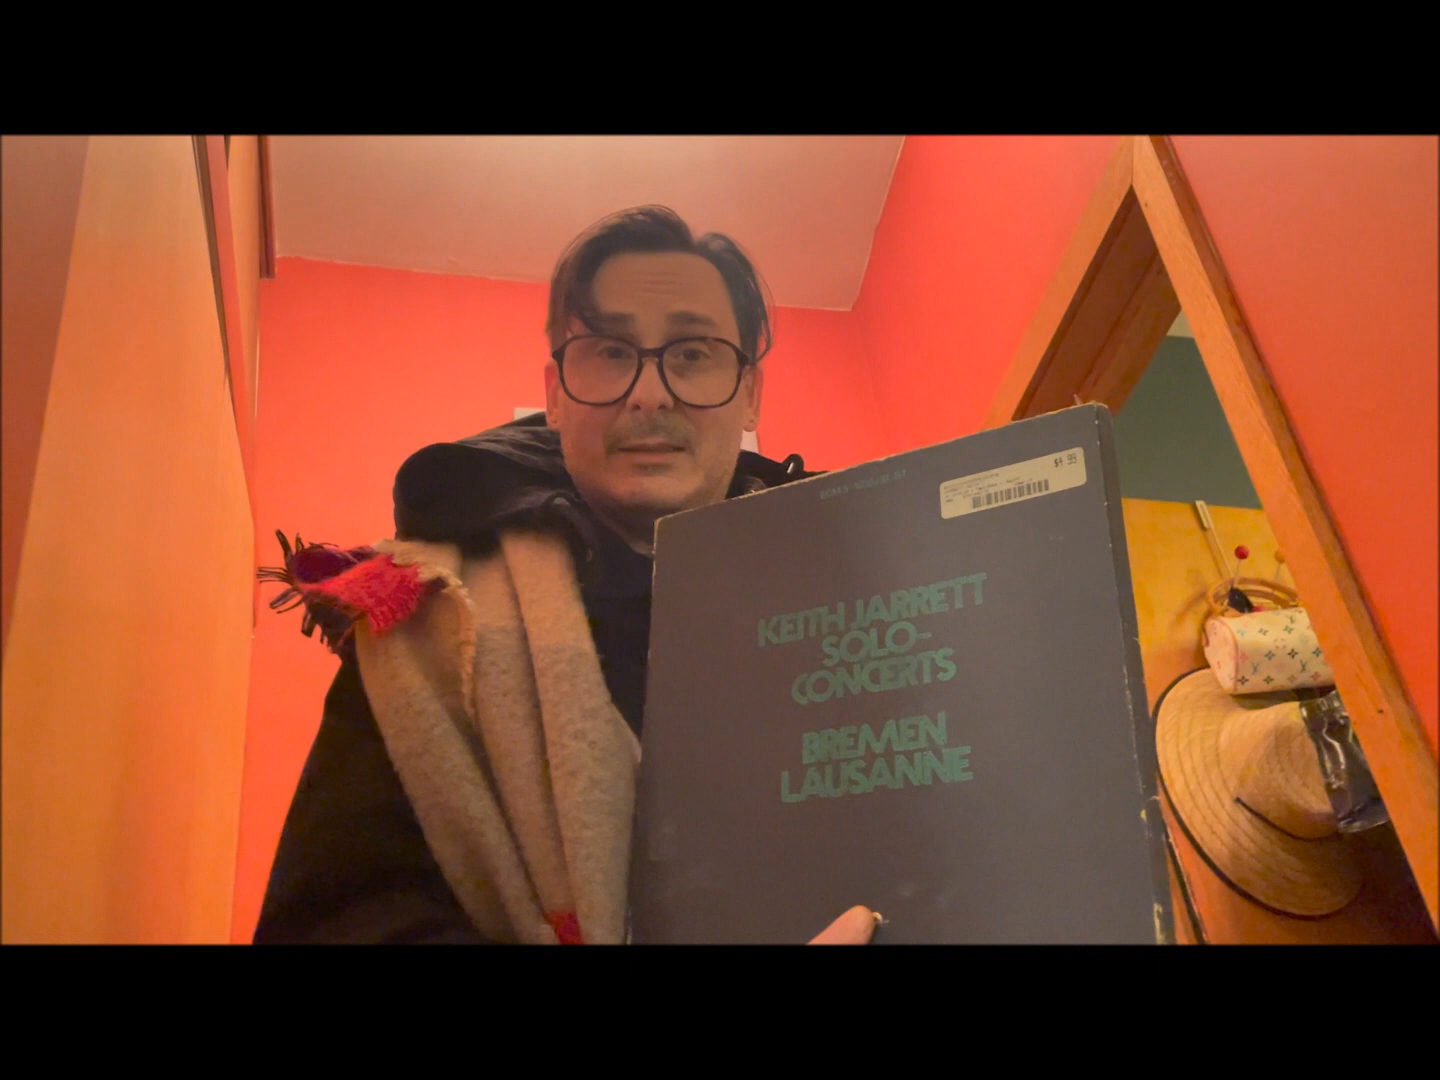 $4.99
KEITH JARRETT
SOLO-
CONCERTS
BREMEN
LAUSANNE